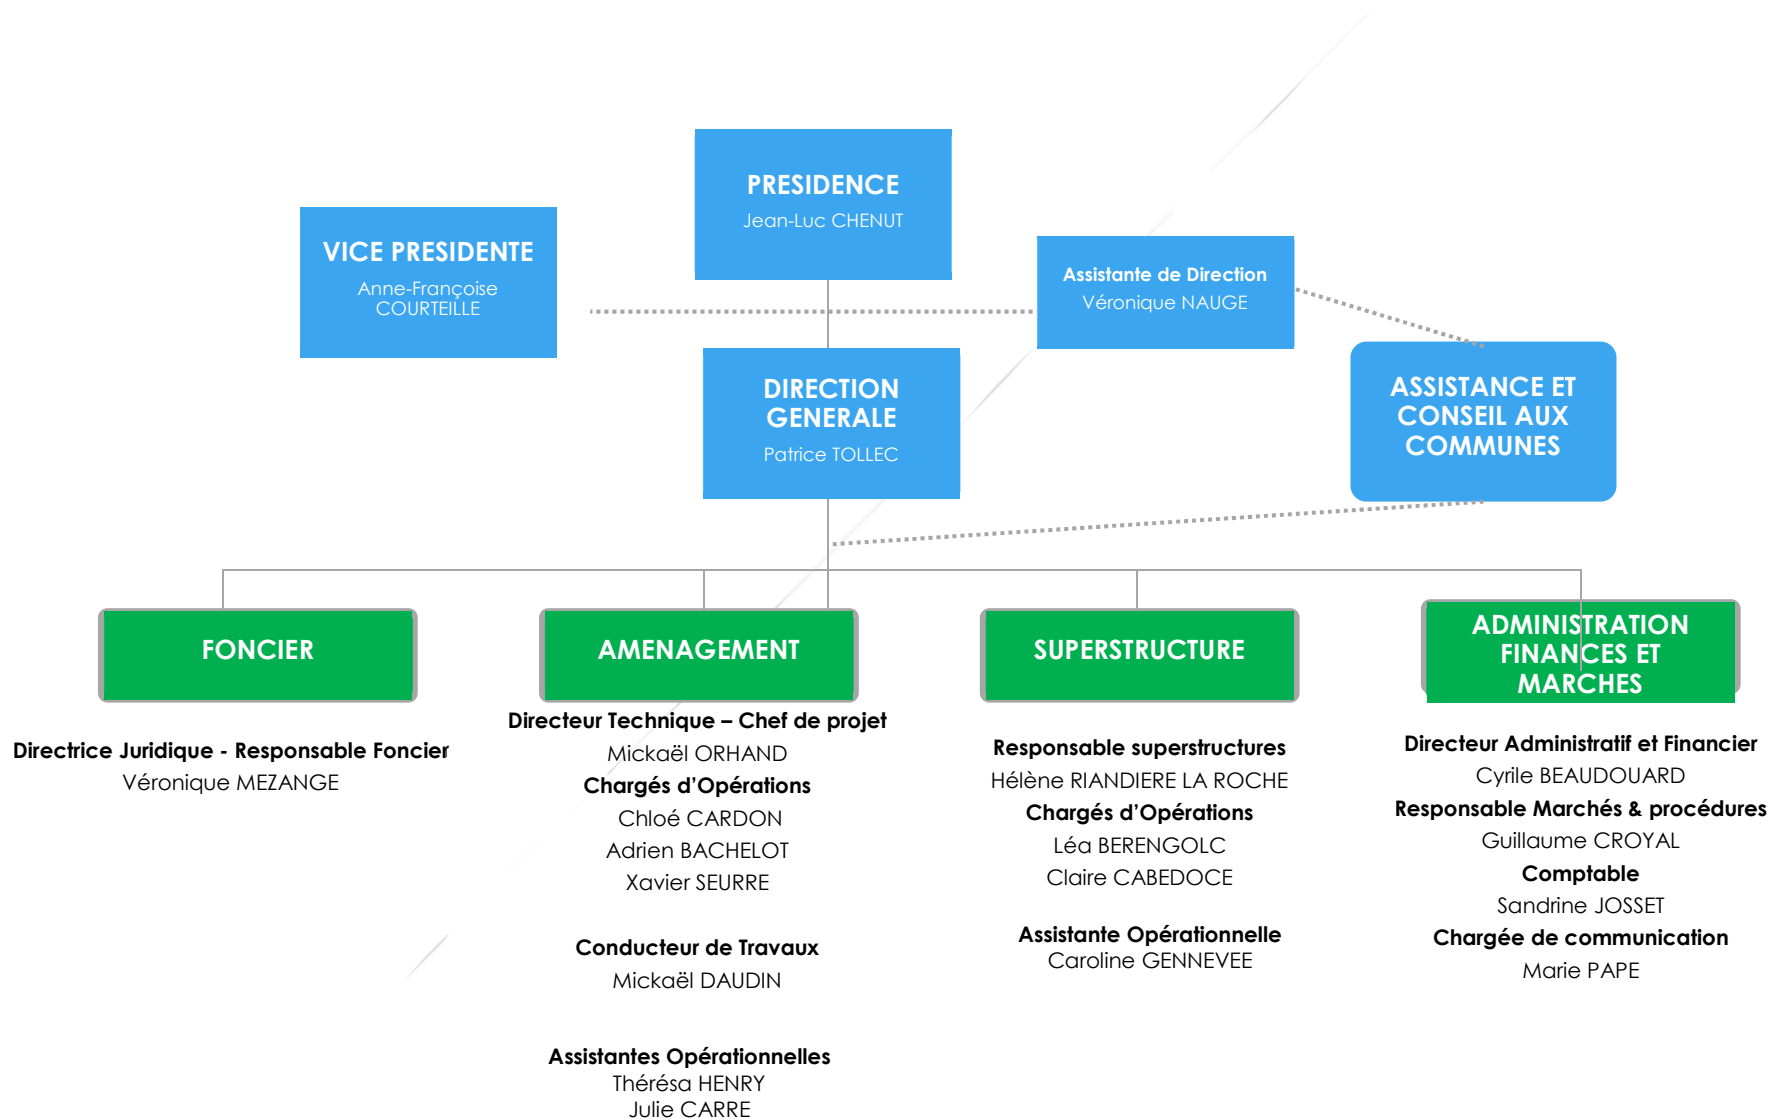 PRESIDENCE
Jean-Luc CHENUT
VICE PRESIDENTE
Anne-Françoise
COURTEILLE
Assistante de Direction
Véronique NAUGE
DIRECTION
GENERALE
Patrice TOLLEC
ASSISTANCE ET
CONSEIL AUX
COMMUNES
FONCIER
Directrice Juridique - Responsable Foncier
Véronique MEZANGE
AMENAGEMENT
Directeur Technique – Chef de projet
Mickaël ORHAND
Chargés d’Opérations
Chloé CARDON
Adrien BACHELOT
Xavier SEURRE
Conducteur de Travaux
Mickaël DAUDIN
Assistantes Opérationnelles
Thérésa HENRY
Julie CARRE
SUPERSTRUCTURE
Responsable superstructures
Hélène RIANDIERE LA ROCHE
Chargés d’Opérations
Léa BERENGOLC
Claire CABEDOCE
Assistante Opérationnelle
Caroline GENNEVEE
ADMINISTRATION
FINANCES ET
MARCHES
Directeur Administratif et Financier
Cyrile BEAUDOUARD
Responsable Marchés & procédures
Guillaume CROYAL
Comptable
Sandrine JOSSET
Chargée de communication
Marie PAPE